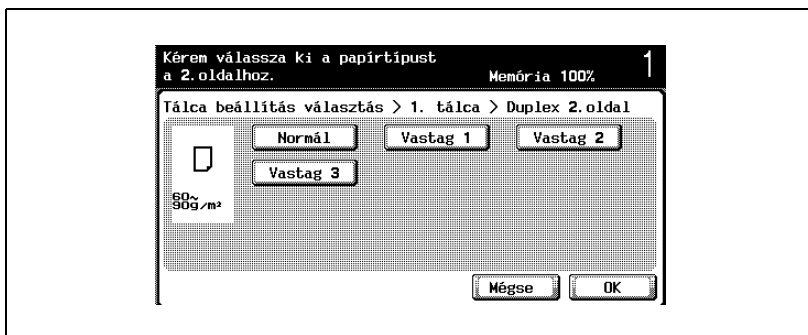 Kérem válassza ki a papírtípust
a 2.oldalhoz.
Memória 100%
1
Tálca beállítás választás > 1. tálca > Duplex 2.oldal
Normál
Vastag 1
Vastag 2
Vastag 3
60~
90g/m²
Mégse
OK